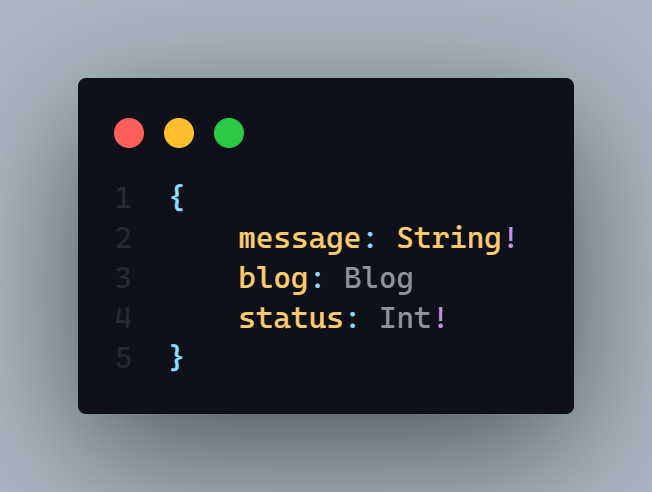 1 {
2     message: String!
3     blog: Blog
4     status: Int!
5 }